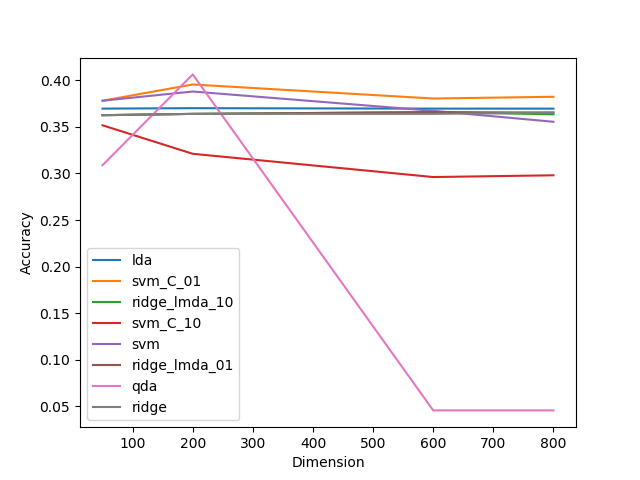 0.40
0.35
0.30
0.25
0.20
0.15
0.10
0.05
Accuracy
lda
svm_C_01
ridge_lmda_10
svm_C_10
svm
ridge_lmda_01
qda
ridge
100 200 300 400 500 600 700 800
Dimension